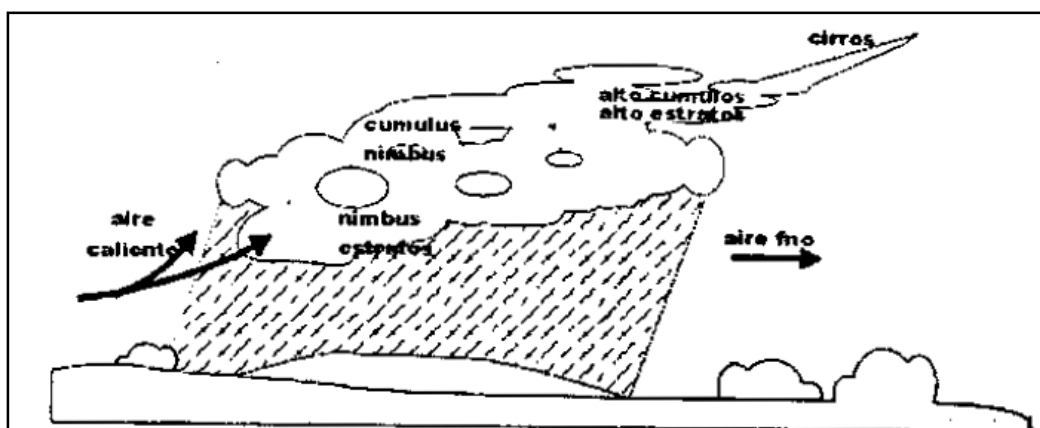 cirros
alto cumulos
alto estratos
cumulus
nimbus
nimbus
estratos
aire
caliente
aire frio